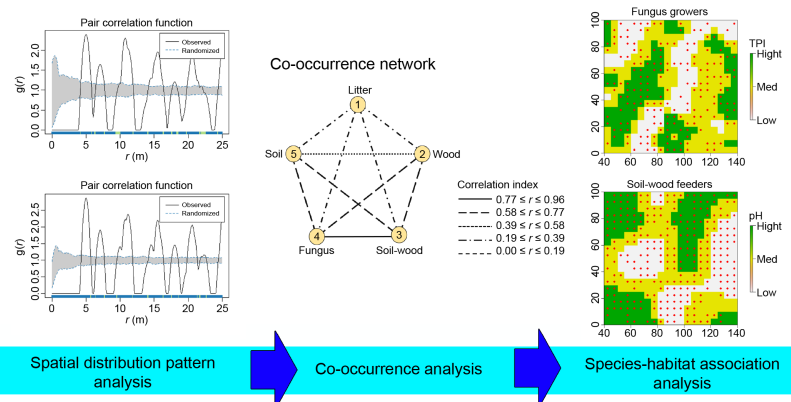 Pair correlation function
Observed
Randomized
g(r)
0.0 0.5 1.0 1.5 2.0
0 5 10 15 20 25
r (m)
Pair correlation function
Observed
Randomized
g(r)
0.0 0.5 1.0 1.5 2.0 2.5
0 5 10 15 20 25
r (m)
Co-occurrence network
Litter
1
5
Soil
2
Wood
4
Fungus
3
Soil-wood
Correlation index
0.77 ≤ r ≤ 0.96
0.58 ≤ r ≤ 0.77
0.39 ≤ r ≤ 0.58
0.19 ≤ r ≤ 0.39
0.00 ≤ r ≤ 0.19
Fungus growers
0 20 40 60 80 100
40 60 80 100 120 140
TPI
Hight
Med
Low
Soil-wood feeders
0 20 40 60 80 100
40 60 80 100 120 140
pH
Hight
Med
Low
Spatial distribution pattern
analysis
Co-occurrence analysis
Species-habitat association
analysis